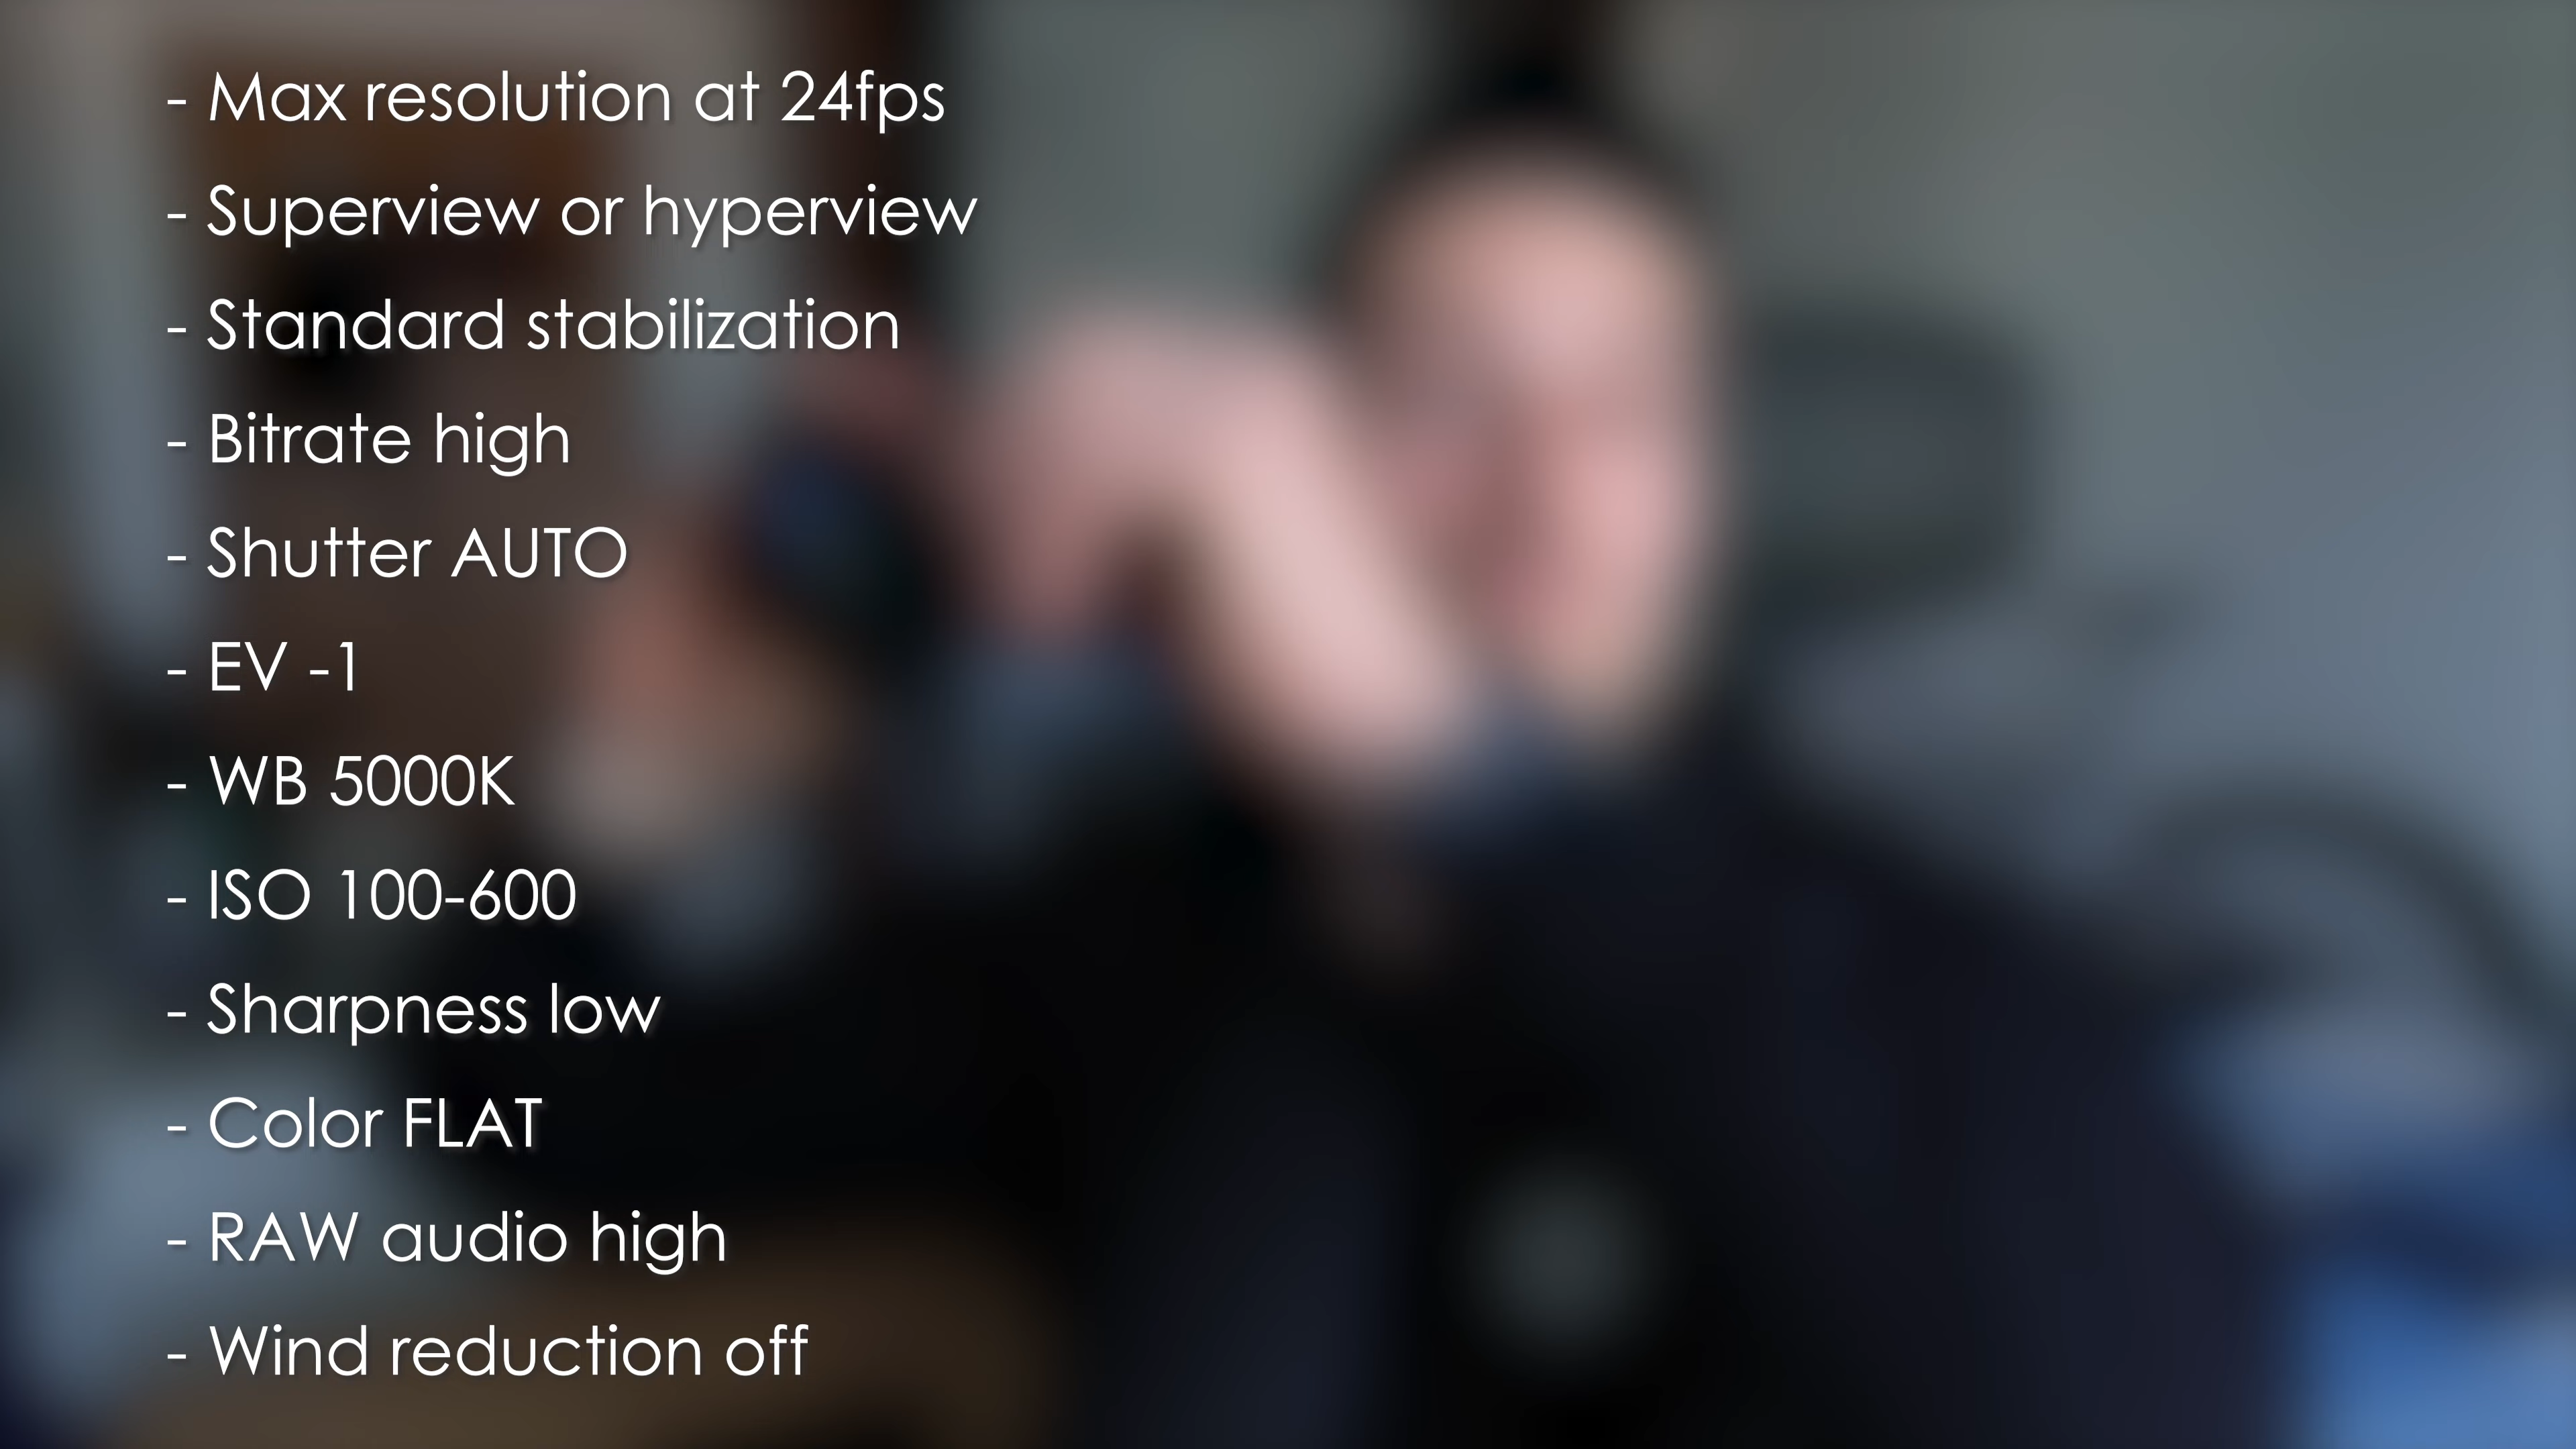 - Max resolution at 24fps
- Superview or hyperview
- Standard stabilization
- Bitrate high
- Shutter AUTO
- EV -1
- WB 5000K
- ISO 100-600
- Sharpness low
- Color FLAT
- RAW audio high
- Wind reduction off